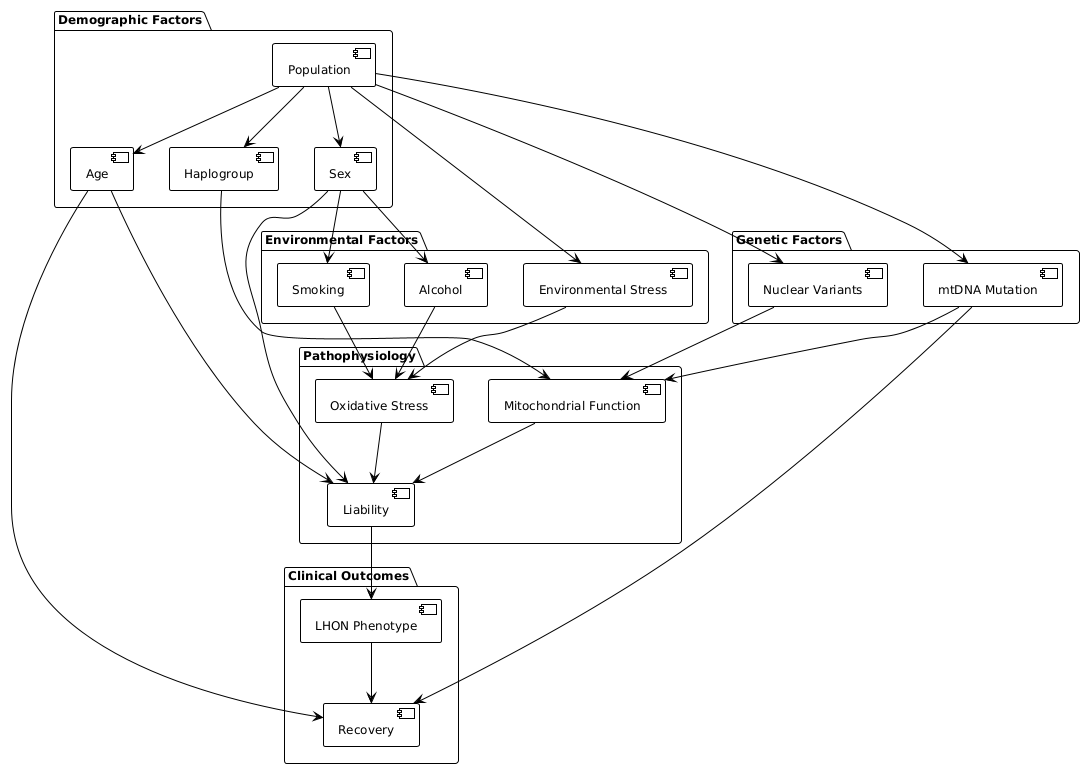 Demographic Factors
Population
Age
Haplogroup
Sex
Environmental Factors
Genetic Factors
Smoking
Alcohol
Environmental Stress
Nuclear Variants
mtDNA Mutation
Pathophysiology
Oxidative Stress
Mitochondrial Function
Liability
Clinical Outcomes
LHON Phenotype
Recovery